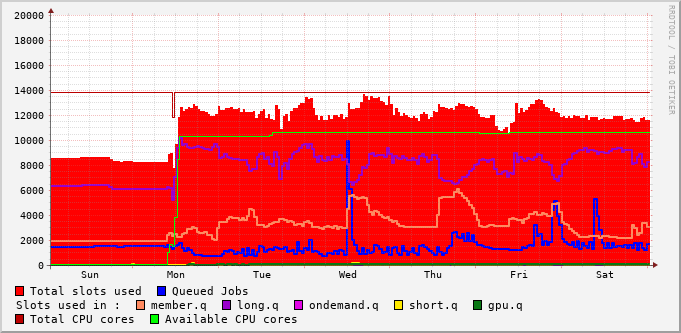 RRDTOOL / TOBI OETIKER
20000
18000
16000
14000
12000
10000
8000
6000
4000
2000
0
Sun Mon Tue Wed Thu Fri Sat
Total slots used Queued Jobs
Slots used in : member.q long.q ondemand.q short.q gpu.q
Total CPU cores Available CPU cores